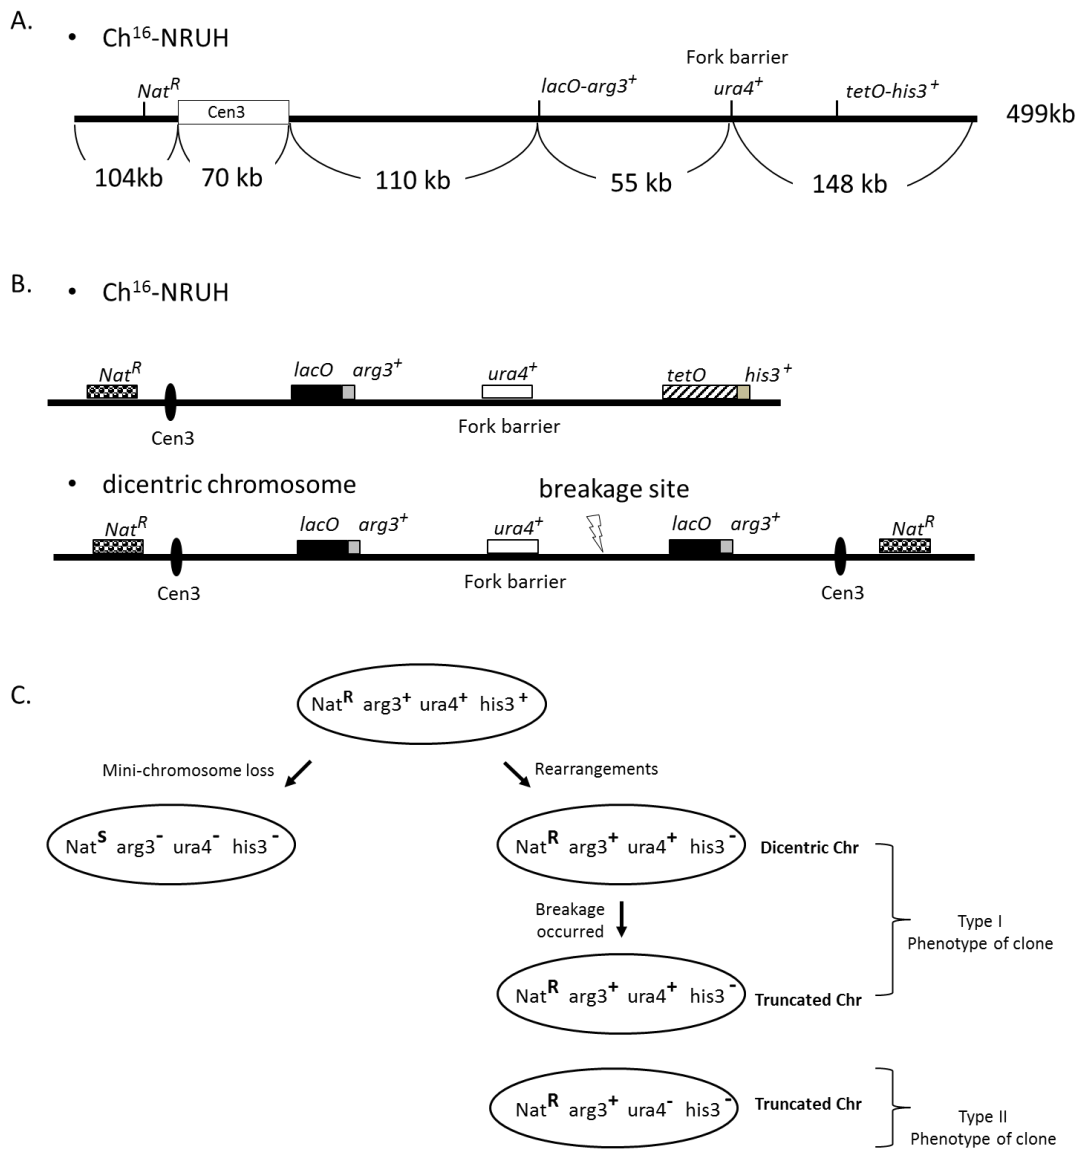 A.
• Ch16-NRUH
Fork barrier
NatR
lacO-arg3+
ura4+
tetO-his3+
Cen3
499kb
104kb
70 kb
110 kb
55 kb
148 kb
B.
• Ch16-NRUH
NatR
lacO arg3+
ura4+
tetO his3+
Cen3
Fork barrier
• dicentric chromosome
breakage site
NatR
lacO arg3+
ura4+
lacO arg3+
NatR
Cen3
Fork barrier
Cen3
C.
NatR arg3+ ura4+ his3+
Mini-chromosome loss
Rearrangements
NatS arg3- ura4- his3-
NatR arg3+ ura4+ his3-
Dicentric Chr
Breakage
occurred
Type I
Phenotype of clone
NatR arg3+ ura4+ his3-
Truncated Chr
NatR arg3+ ura4- his3-
Truncated Chr
Type II
Phenotype of clone